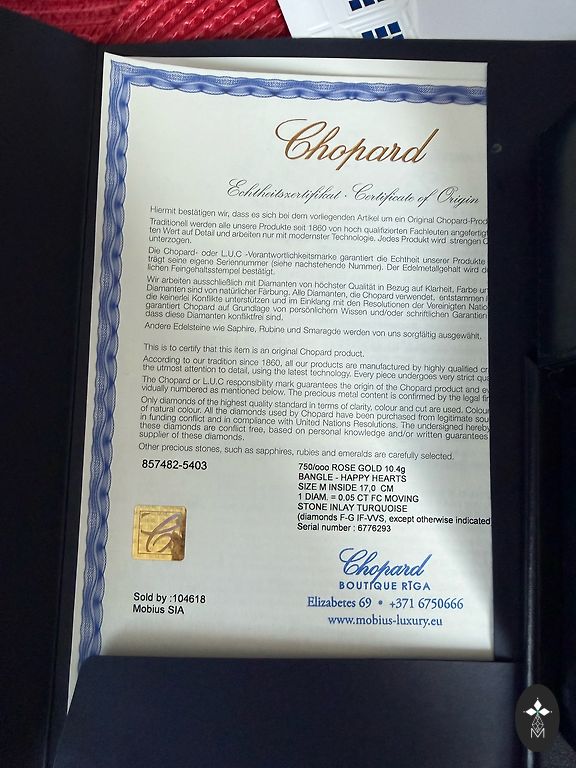 Chopard
Echtheitszertifikat · Certificate of Origin
Hiermit bestätigen wir, dass es sich bei dem vorliegenden Artikel um ein Original Chopard-Prod
Traditionell werden alle unsere Produkte seit 1860 von hoch qualifizierten Fachleuten angefertigt
ten Wert auf Detail und arbeiten nur mit modernster Technologie. Jedes Produkt wird strengen
unterzogen.
Die Chopard- oder L.U.C -Verantwortlichkeitsmarke garantiert die Echtheit unserer Produkte
trägt seine eigene Seriennummer (siehe nachstehende Nummer). Der Edelmetallgehalt wird d
lichen Feingehaltsstempel bestätigt.
Wir arbeiten ausschließlich mit Diamanten von höchster Qualität in Bezug auf Klarheit, Farbe un
Diamanten sind von natürlicher Färbung. Alle Diamanten, die Chopard verwendet, entstammen
die keinerlei Konflikte unterstützen und im Einklang mit den Resolutionen der Vereinigten Natio
garantiert Chopard auf Grundlage von persönlichem Wissen und/oder schriftlichen Garantien
dass diese Diamanten konfliktfrei sind.
Andere Edelsteine wie Saphire, Rubine und Smaragde werden von uns sorgfältig ausgewählt.
This is to certify that this item is an original Chopard product.
According to our tradition since 1860, all our products are manufactured by highly qualified cr
the utmost attention to detail, using the latest technology. Every piece undergoes very strict qua
The Chopard or L.U.C responsibility mark guarantees the origin of the Chopard product and ev
vidually numbered as mentioned below. The precious metal content is confirmed by the legal fi
Only diamonds of the highest quality standard in terms of clarity, colour and cut are used. Colou
of natural colour. All the diamonds used by Chopard have been purchased from legitimate sou
in funding conflict and in compliance with United Nations Resolutions. The undersigned hereby
these diamonds are conflict free, based on personal knowledge and/or written guarantees
supplier of these diamonds.
Other precious stones, such as sapphires, rubies and emeralds are carefully selected.
857482-5403
750/ooo ROSE GOLD 10.4g
BANGLE - HAPPY HEARTS
SIZE M INSIDE 17,0 CM
1 DIAM. = 0.05 CT FC MOVING
STONE INLAY TURQUOISE
(diamonds F-G IF-VVS, except otherwise indicated
Serial number : 6776293
Chopard
BOUTIQUE RĪGA
Elizabetes 69 • +371 6750666
www.mobius-luxury.eu
Sold by :104618
Mobius SIA
M